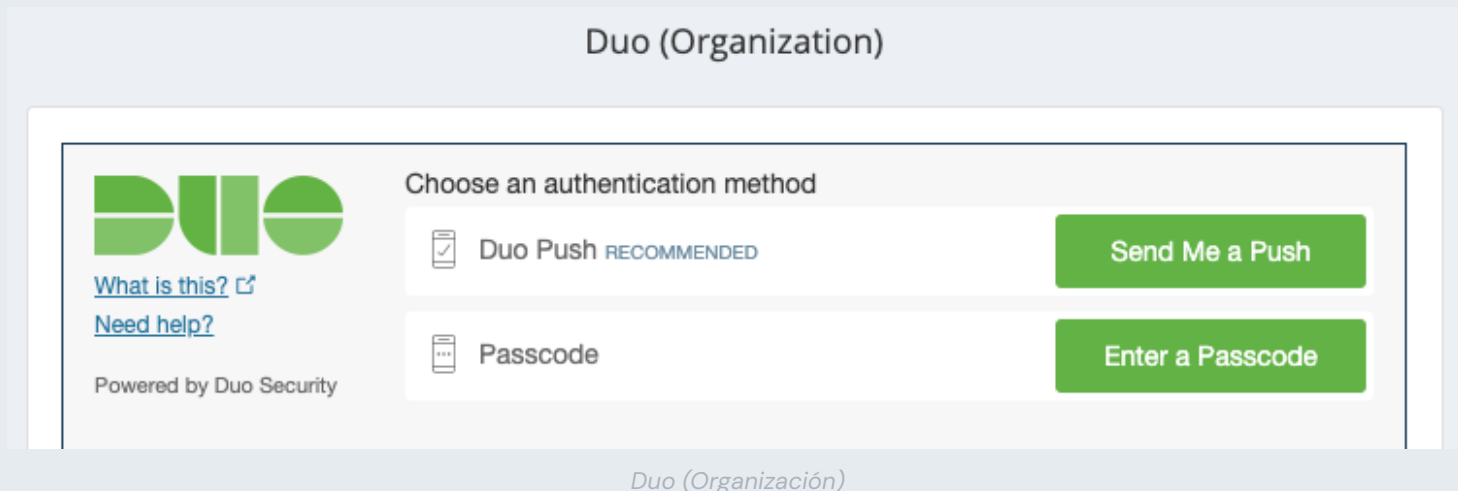 Duo (Organization)
DUO
Choose an authentication method
Duo Push RECOMMENDED
Send Me a Push
What is this?
Need help?
Passcode
Enter a Passcode
Powered by Duo Security
Duo (Organización)